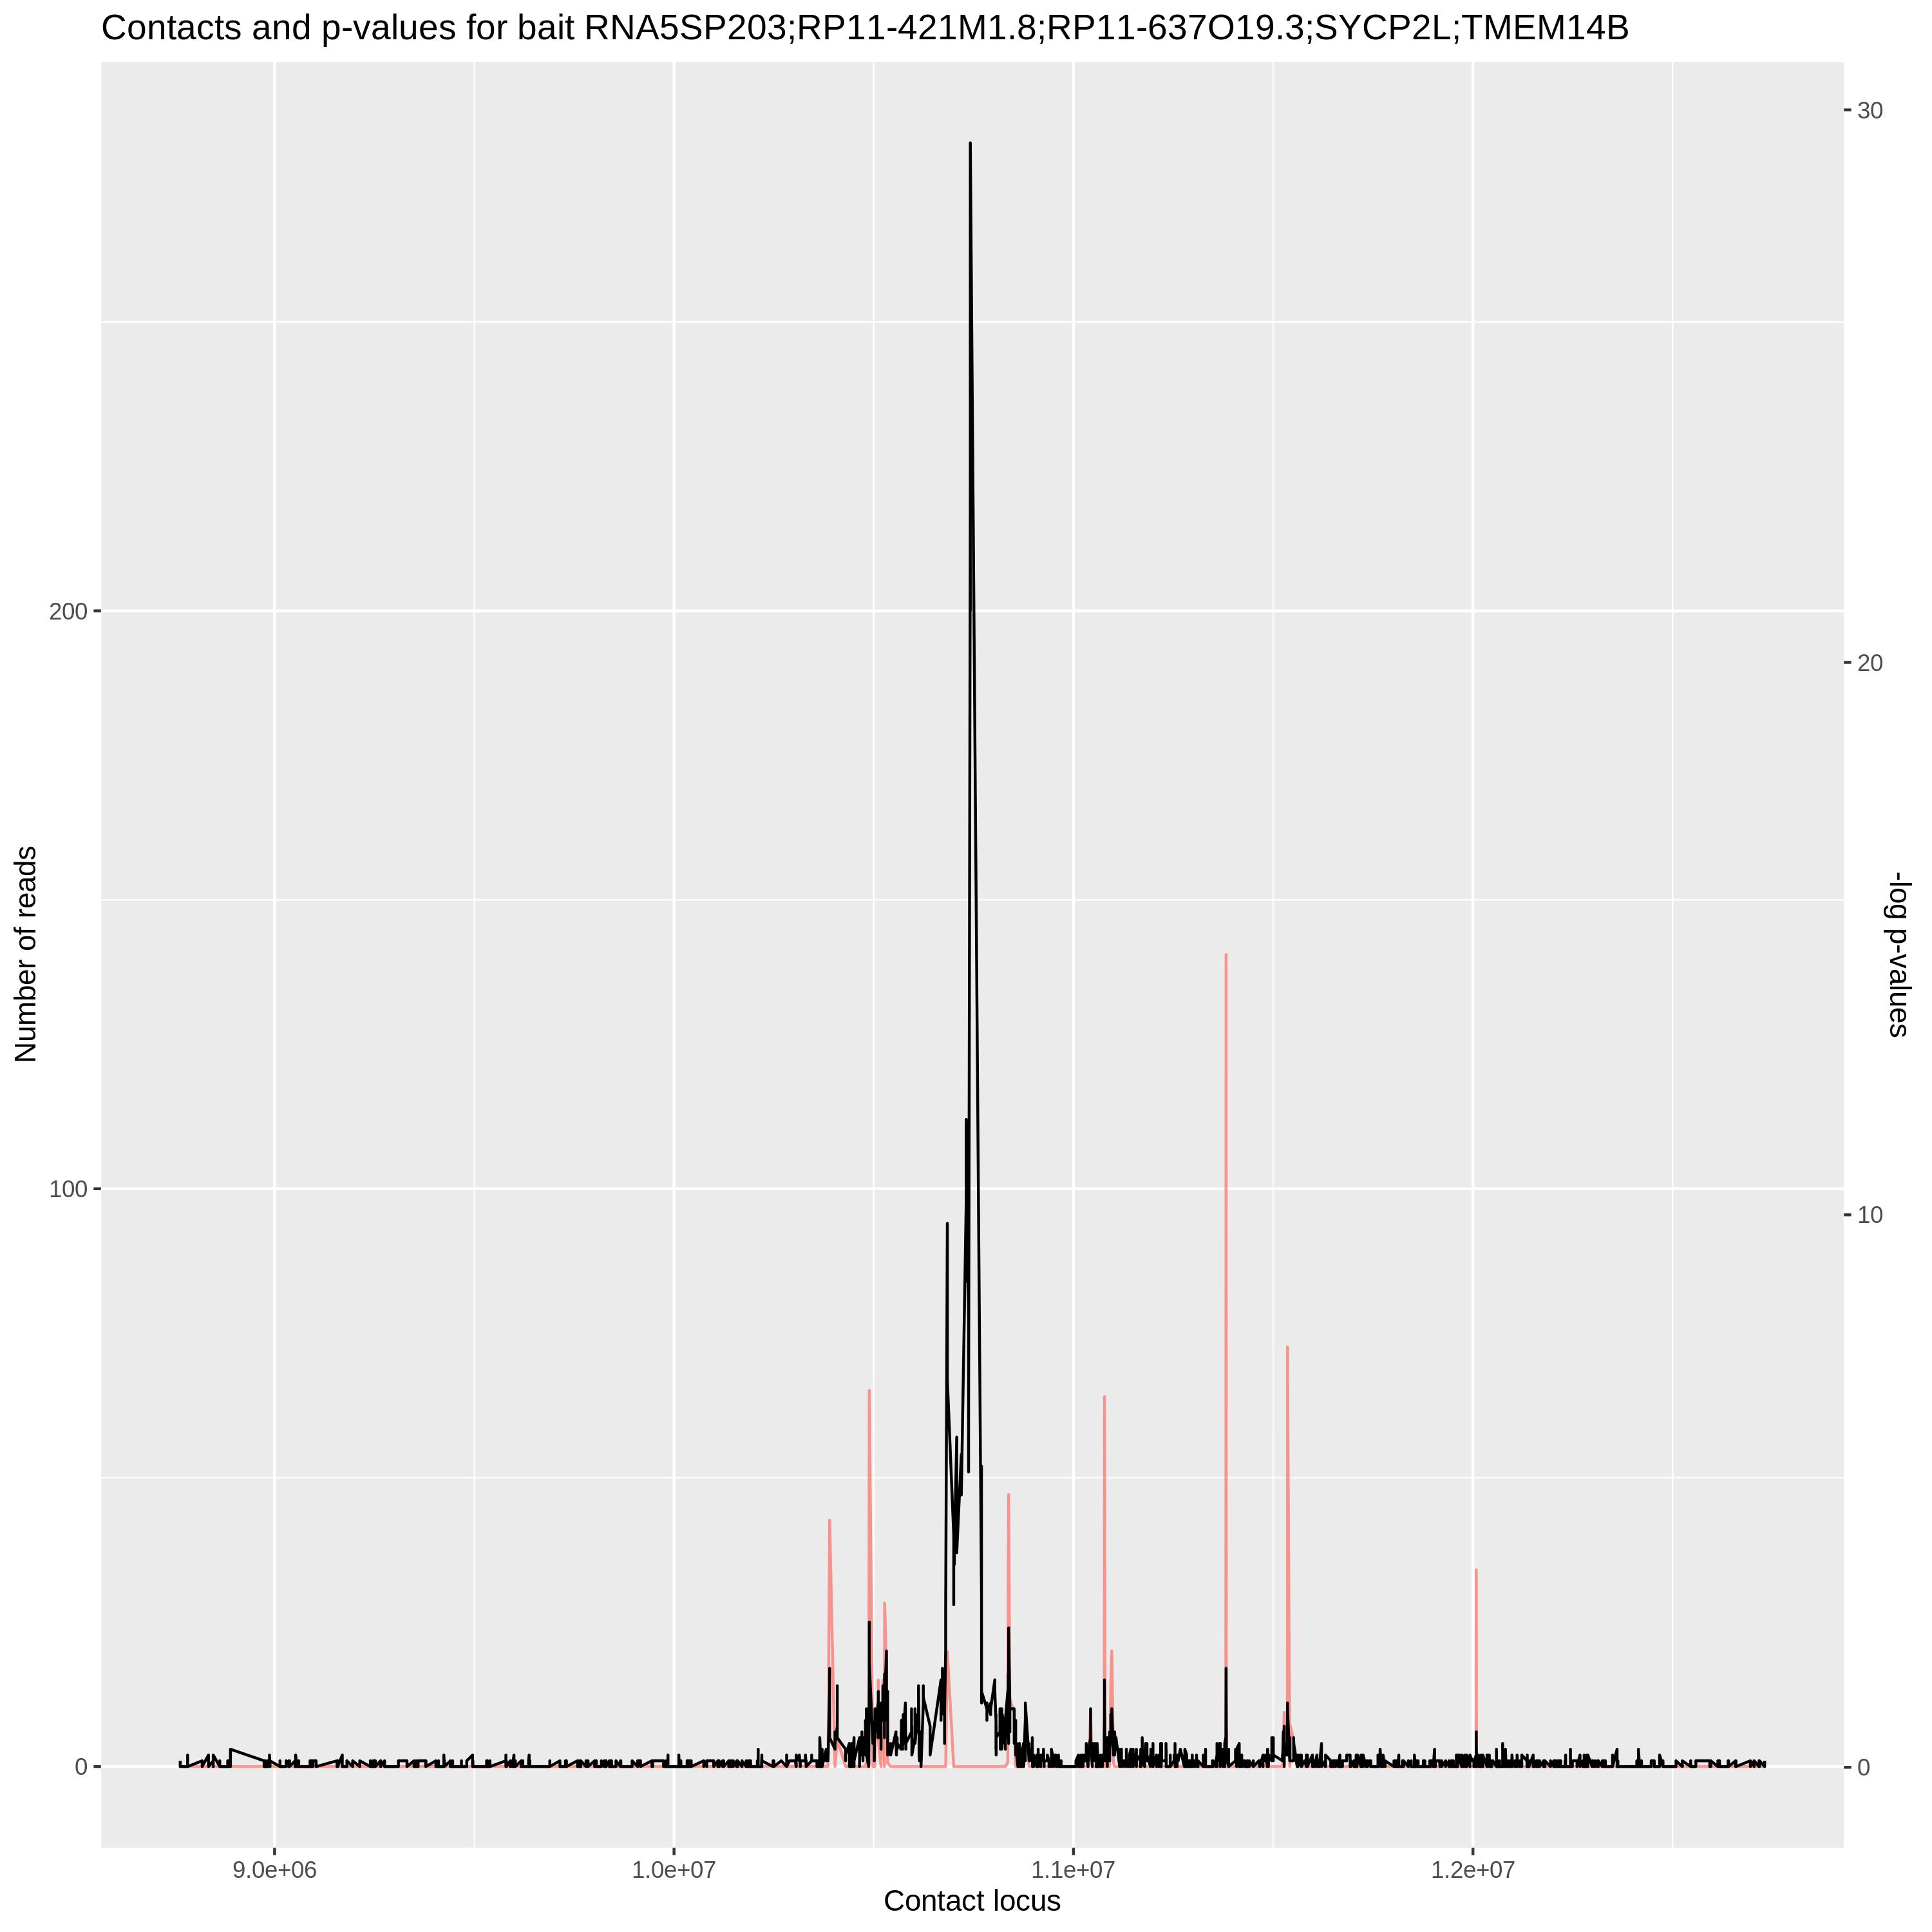 Contacts and p-values for bait RNA5SP203;RP11-421M1.8;RP11-637O19.3;SYCP2L;TMEM14B
30
200
20
Number of reads
-log p-values
100
10
0
0
9.0e+06
1.0e+07
1.1e+07
1.2e+07
Contact locus